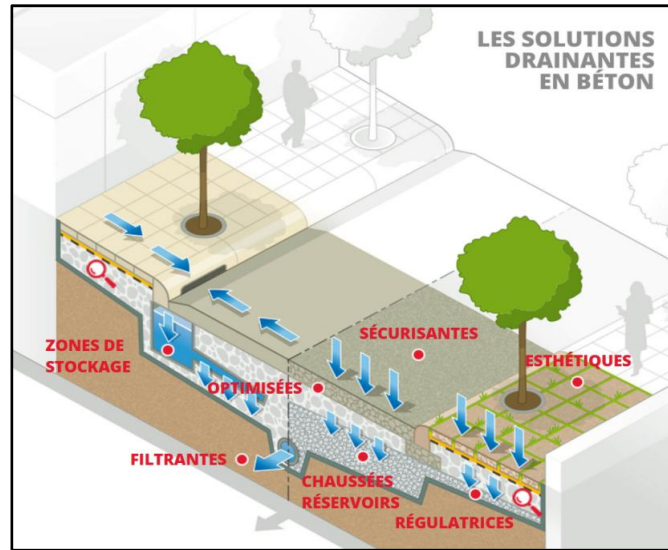 LES SOLUTIONS
DRAINANTES
EN BÉTON
ZONES DE
STOCKAGE
SÉCURISANTES
ESTHÉTIQUES
OPTIMISÉES
FILTRANTES
CHAUSSÉES
RÉSERVOIRS
RÉGULATRICES